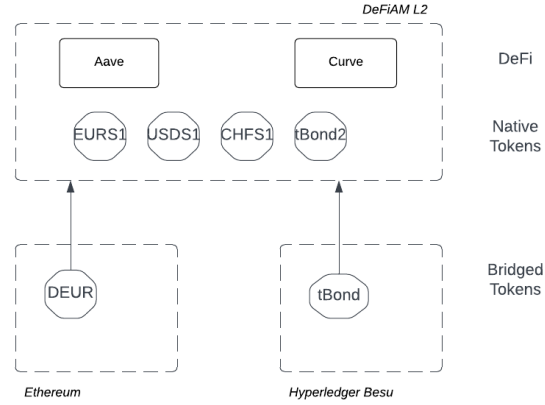 DeFiAM L2
Aave
Curve
DeFi
EURS1
USDS1
CHFS1
tBond2
Native
Tokens
DEUR
tBond
Bridged
Tokens
Ethereum
Hyperledger Besu